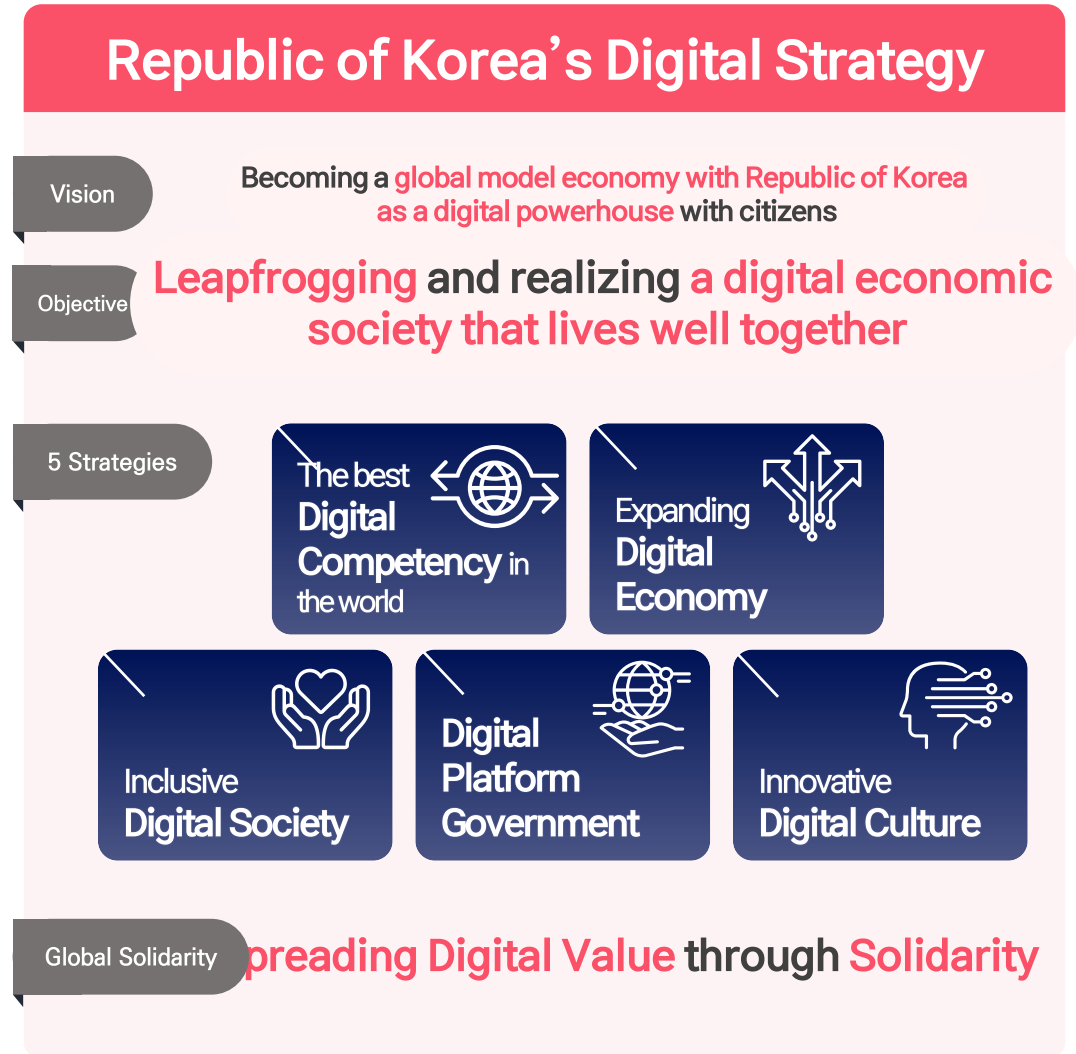 Republic of Korea’s Digital Strategy
Vision
Becoming a global model economy with Republic of Korea
as a digital powerhouse with citizens
Objective
Leapfrogging and realizing a digital economic
society that lives well together
5 Strategies
The best
Digital
Competency in
the world
Expanding
Digital
Economy
Inclusive
Digital Society
Digital
Platform
Government
Innovative
Digital Culture
Global Solidarity
preading Digital Value through Solidarity